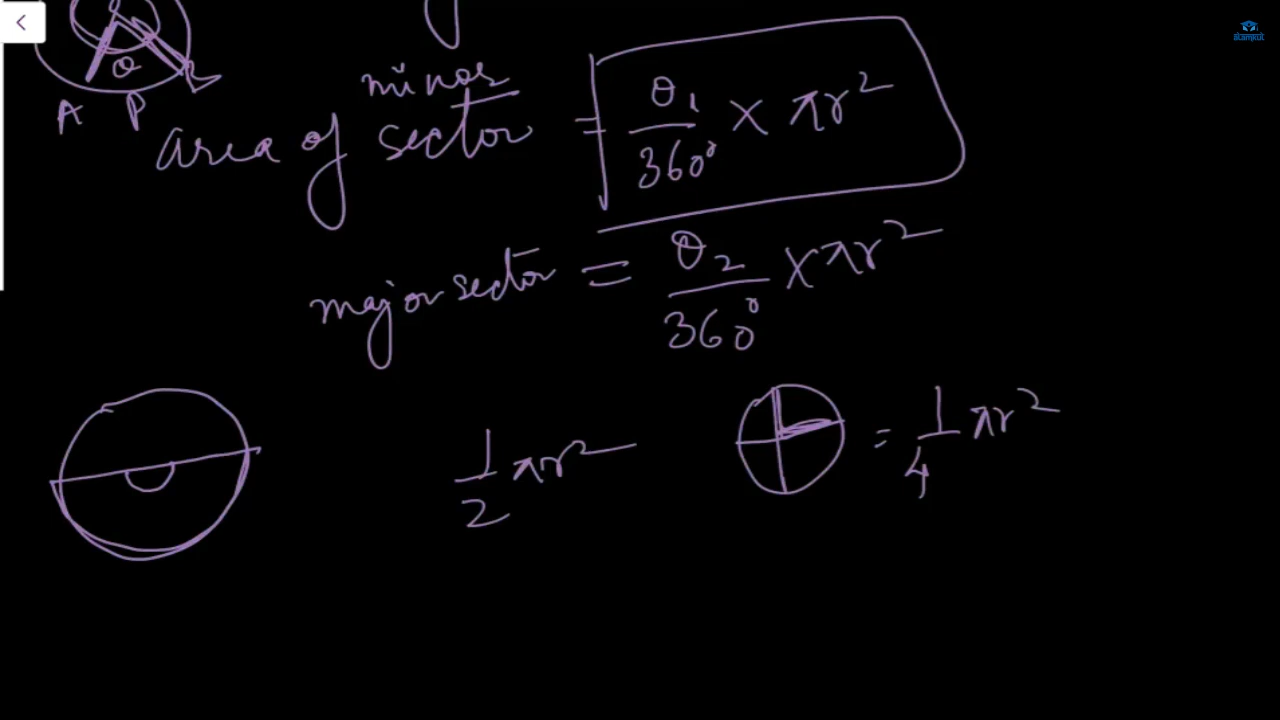 θ
A P
minor
area of sector = θ₁/360° × πr²
major sector = θ₂/360° × πr²
1/2 πr²
= 1/4 πr²